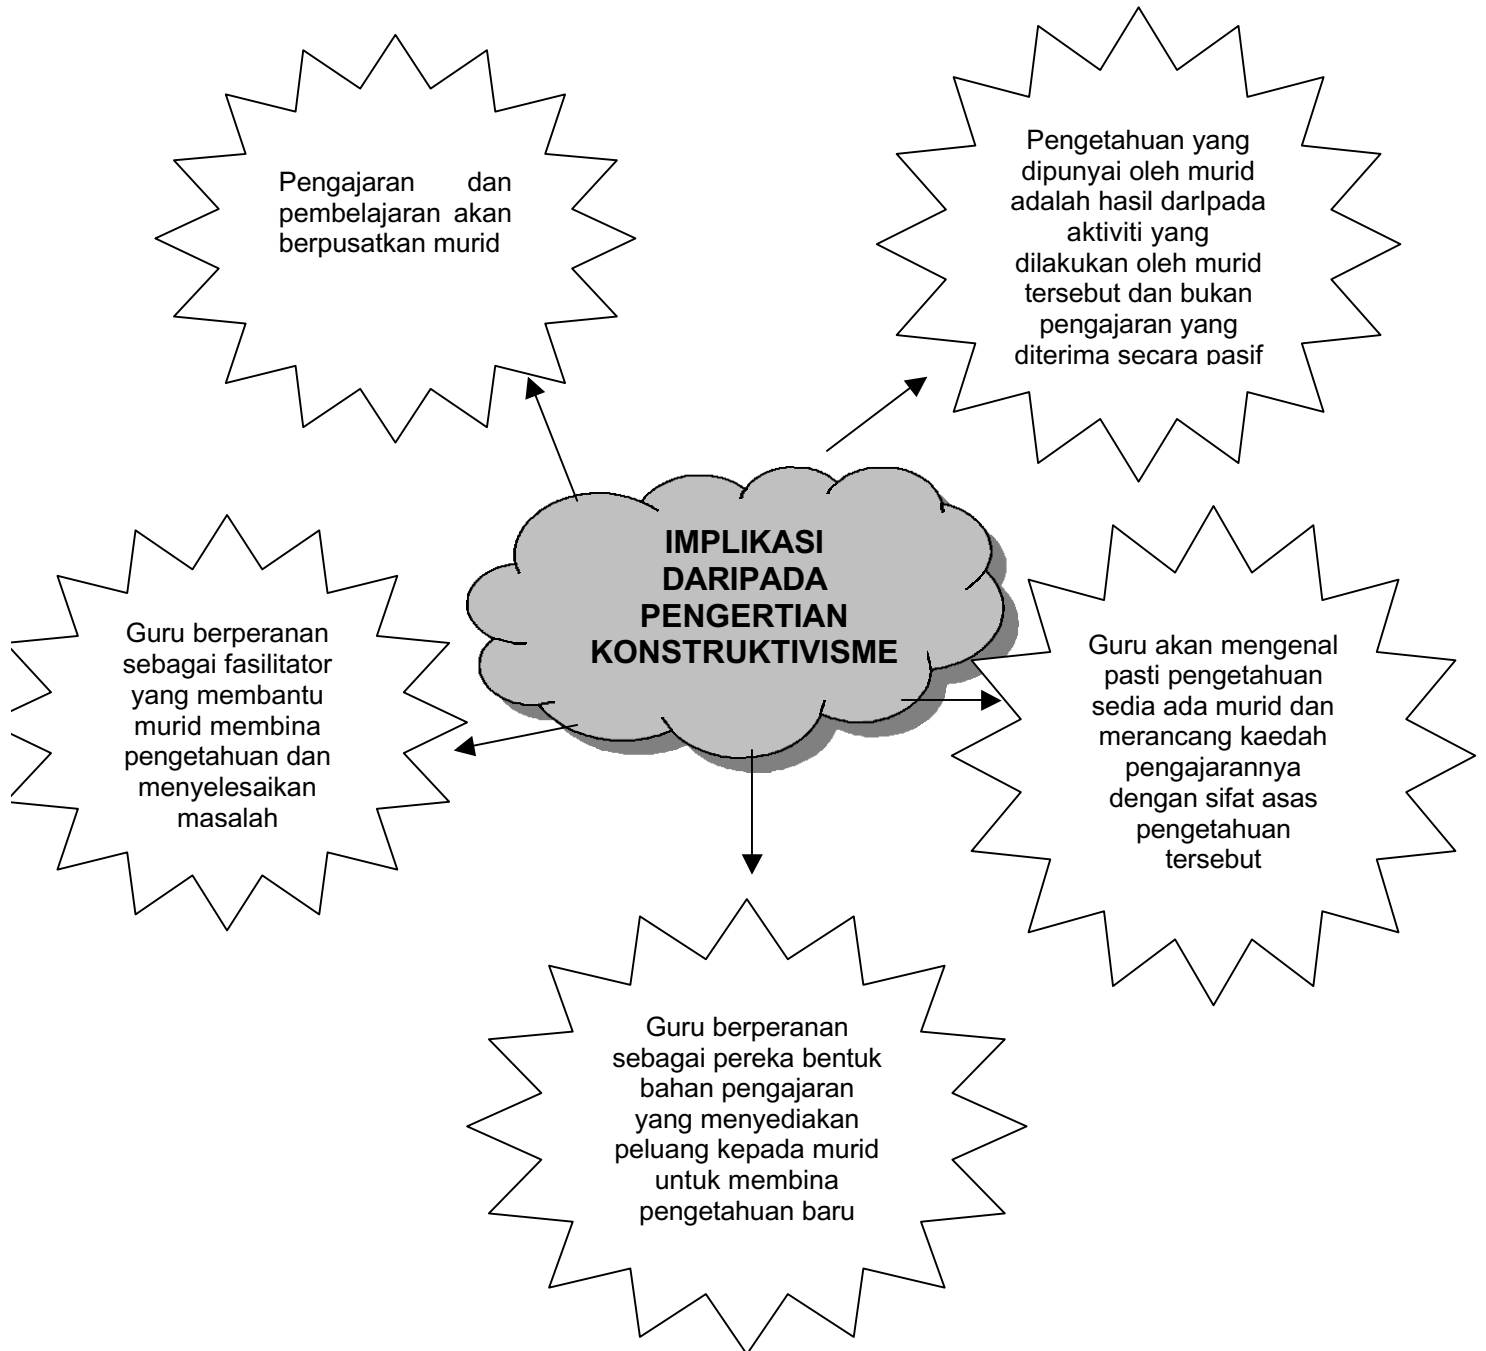 Pengajaran dan
pembelajaran akan
berpusatkan murid
Pengetahuan yang
dipunyai oleh murid
adalah hasil darIpada
aktiviti yang
dilakukan oleh murid
tersebut dan bukan
pengajaran yang
diterima secara pasif
IMPLIKASI
DARIPADA
PENGERTIAN
KONSTRUKTIVISME
Guru berperanan
sebagai fasilitator
yang membantu
murid membina
pengetahuan dan
menyelesaikan
masalah
Guru akan mengenal
pasti pengetahuan
sedia ada murid dan
merancang kaedah
pengajarannya
dengan sifat asas
pengetahuan
tersebut
Guru berperanan
sebagai pereka bentuk
bahan pengajaran
yang menyediakan
peluang kepada murid
untuk membina
pengetahuan baru